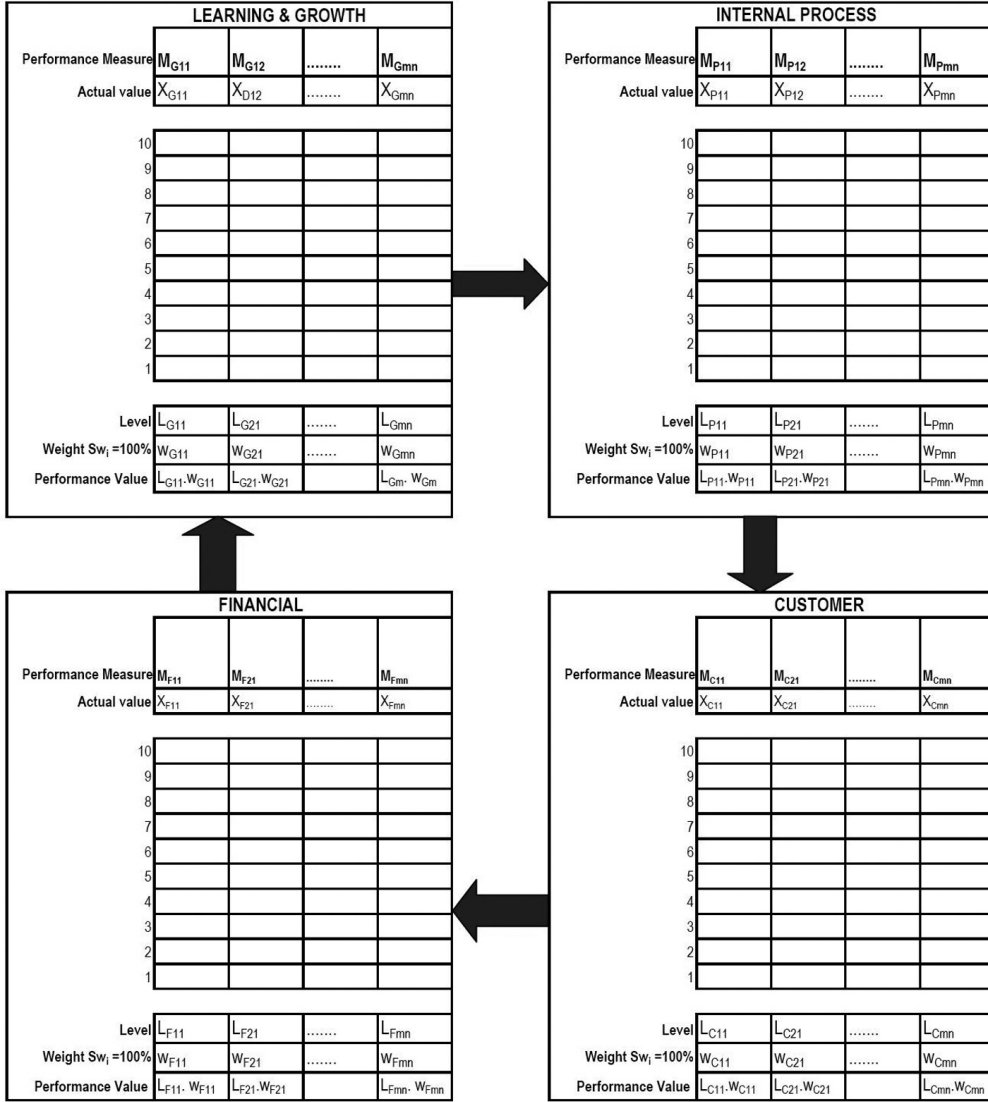 LEARNING & GROWTH
Performance Measure M_G11 M_G12 ........ M_Gmn
Actual value X_G11 X_D12 ........ X_Gmn
10
9
8
7
6
5
4
3
2
1
Level L_G11 L_G21 ....... L_Gmn
Weight Sw_i =100% w_G11 w_G21 ....... w_Gmn
Performance Value L_G11.w_G11 L_G21.w_G21 L_Gm. w_Gm
INTERNAL PROCESS
Performance Measure M_P11 M_P12 ........ M_Pmn
Actual value X_P11 X_P12 ........ X_Pmn
10
9
8
7
6
5
4
3
2
1
Level L_P11 L_P21 ....... L_Pmn
Weight Sw_i =100% w_P11 w_P21 ....... w_Pmn
Performance Value L_P11.w_P11 L_P21.w_P21 L_Pmn.w_Pmn
FINANCIAL
Performance Measure M_F11 M_F21 ........ M_Fmn
Actual value X_F11 X_F21 ........ X_Fmn
10
9
8
7
6
5
4
3
2
1
Level L_F11 L_F21 ....... L_Fmn
Weight Sw_i =100% w_F11 w_F21 ....... w_Fmn
Performance Value L_F11. w_F11 L_F21.w_F21 L_Fmn. w_Fmn
CUSTOMER
Performance Measure M_C11 M_C21 ........ M_Cmn
Actual value X_C11 X_C21 ........ X_Cmn
10
9
8
7
6
5
4
3
2
1
Level L_C11 L_C21 ....... L_Cmn
Weight Sw_i =100% w_C11 w_C21 ....... w_Cmn
Performance Value L_C11.w_C11 L_C21.w_C21 L_Cmn.w_Cmn